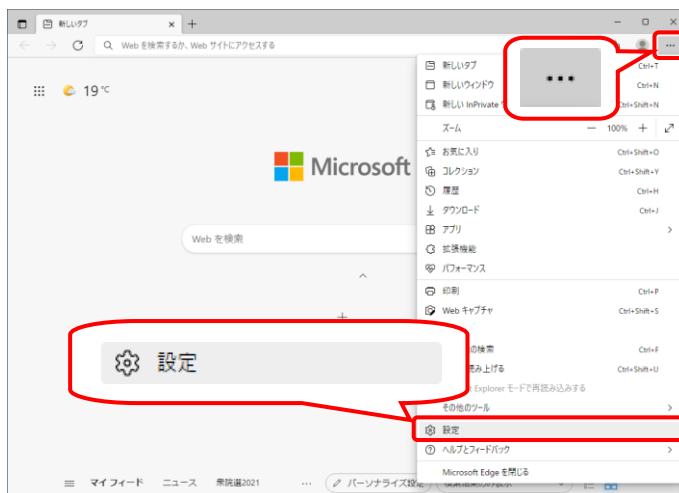 新しいタブ
Web を検索するか、Web サイトにアクセスする
19 °C
Microsoft
Web を検索
マイ フィード ニュース 衆院選2021 … パーソナライズ設定
新しいタブ Ctrl+T
新しいウィンドウ Ctrl+N
新しい InPrivate Ctrl+Shift+N
ズーム 100%
お気に入り Ctrl+Shift+O
コレクション Ctrl+Shift+Y
履歴 Ctrl+H
ダウンロード Ctrl+J
アプリ
拡張機能
パフォーマンス
印刷 Ctrl+P
Web キャプチャ Ctrl+Shift+S
の検索 Ctrl+F
読み上げる Ctrl+Shift+U
Explorer モードで再読み込みする
その他のツール
設定
ヘルプとフィードバック
Microsoft Edge を閉じる
設定